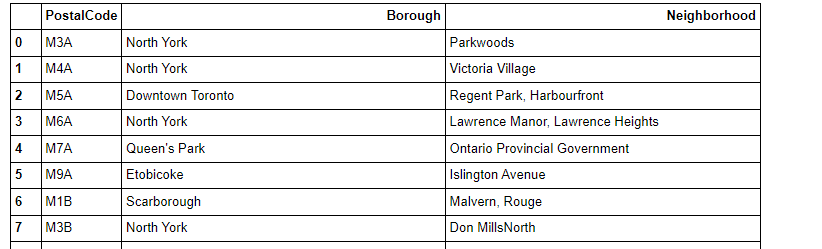 PostalCode Borough Neighborhood
0 M3A North York Parkwoods
1 M4A North York Victoria Village
2 M5A Downtown Toronto Regent Park, Harbourfront
3 M6A North York Lawrence Manor, Lawrence Heights
4 M7A Queen's Park Ontario Provincial Government
5 M9A Etobicoke Islington Avenue
6 M1B Scarborough Malvern, Rouge
7 M3B North York Don MillsNorth